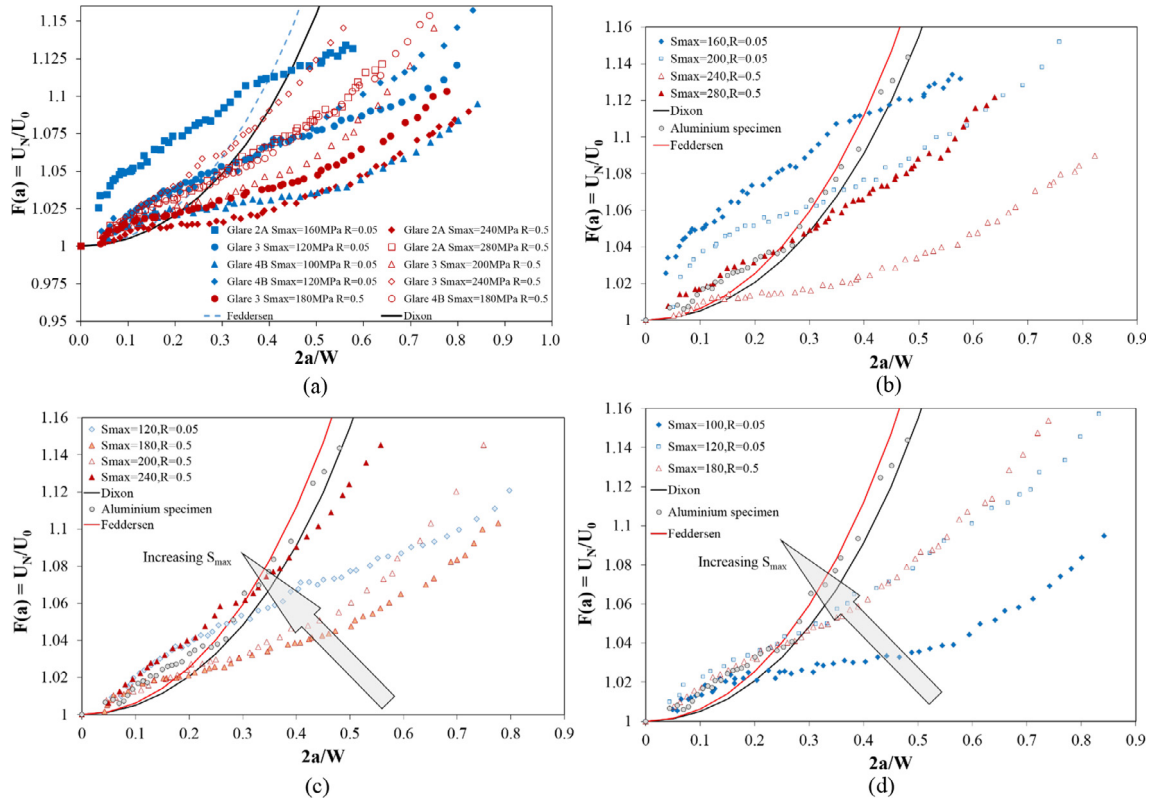 F(a) = U_N/U_0
1.15
1.125
1.1
1.075
1.05
1.025
1
0.975
0.95
Glare 2A Smax=160MPa R=0.05
Glare 2A Smax=240MPa R=0.5
Glare 3 Smax=120MPa R=0.05
Glare 2A Smax=280MPa R=0.5
Glare 4B Smax=100MPa R=0.05
Glare 3 Smax=200MPa R=0.5
Glare 4B Smax=120MPa R=0.05
Glare 3 Smax=240MPa R=0.5
Glare 3 Smax=180MPa R=0.5
Glare 4B Smax=180MPa R=0.5
Feddersen
Dixon
0.0 0.1 0.2 0.3 0.4 0.5 0.6 0.7 0.8 0.9 1.0
2a/W
(a)
F(a) = U_N/U_0
1.16
1.14
1.12
1.1
1.08
1.06
1.04
1.02
1
Smax=160,R=0.05
Smax=200,R=0.05
Smax=240,R=0.5
Smax=280,R=0.5
Dixon
Aluminium specimen
Feddersen
0 0.1 0.2 0.3 0.4 0.5 0.6 0.7 0.8 0.9
2a/W
(b)
F(a) = U_N/U_0
1.16
1.14
1.12
1.1
1.08
1.06
1.04
1.02
1
Smax=120,R=0.05
Smax=180,R=0.5
Smax=200,R=0.5
Smax=240,R=0.5
Dixon
Aluminium specimen
Feddersen
Increasing S_max
0 0.1 0.2 0.3 0.4 0.5 0.6 0.7 0.8 0.9
2a/W
(c)
F(a) = U_N/U_0
1.16
1.14
1.12
1.1
1.08
1.06
1.04
1.02
1
Smax=100,R=0.05
Smax=120,R=0.05
Smax=180,R=0.5
Dixon
Aluminium specimen
Feddersen
Increasing S_max
0 0.1 0.2 0.3 0.4 0.5 0.6 0.7 0.8 0.9
2a/W
(d)